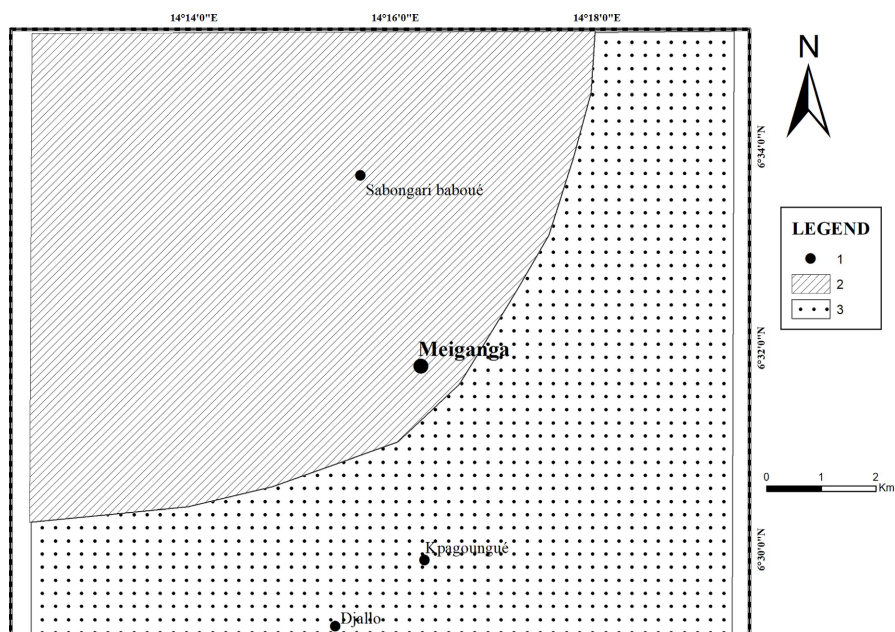 14°14'0"E 14°16'0"E 14°18'0"E
N
6°34'0"N
Sabongari baboué
LEGEND
1
2
3
Meiganga
6°32'0"N
0 1 2
Km
Kpagoungué
6°30'0"N
Djallo